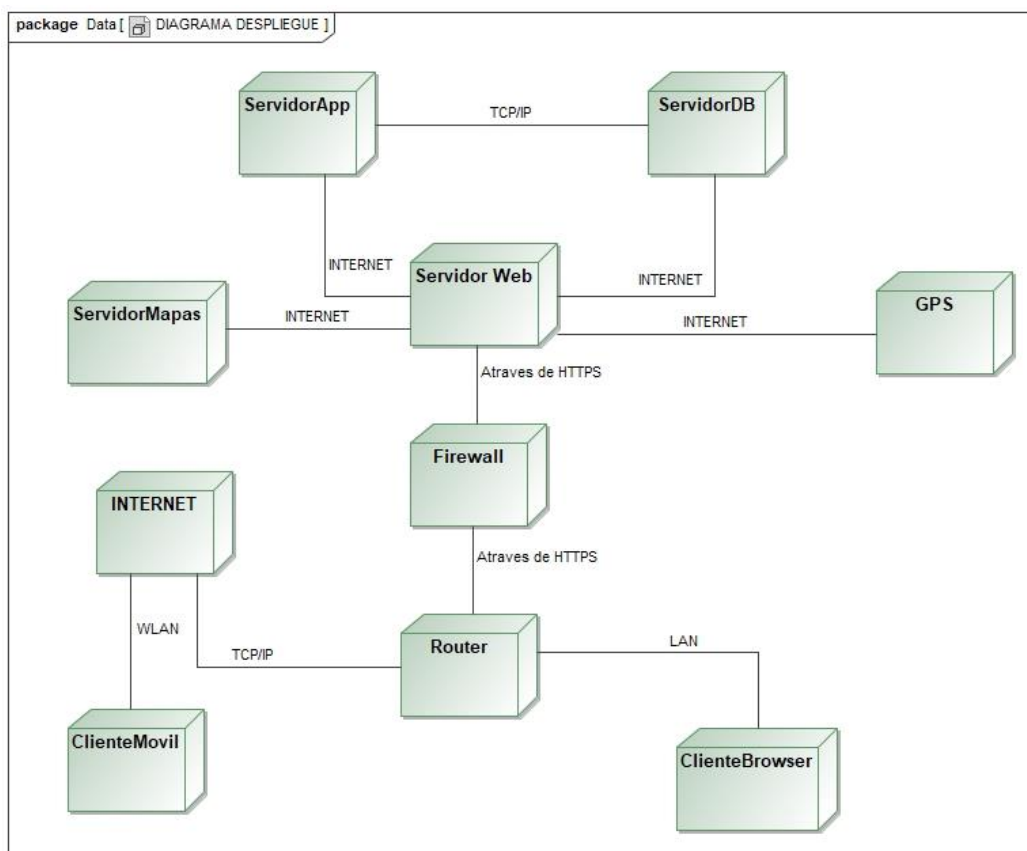 package Data [ DIAGRAMA DESPLIEGUE ]
ServidorApp
TCP/IP
ServidorDB
INTERNET
Servidor Web
INTERNET
ServidorMapas
INTERNET
INTERNET
GPS
Atraves de HTTPS
Firewall
INTERNET
Atraves de HTTPS
WLAN
TCP/IP
Router
LAN
ClienteMovil
ClienteBrowser